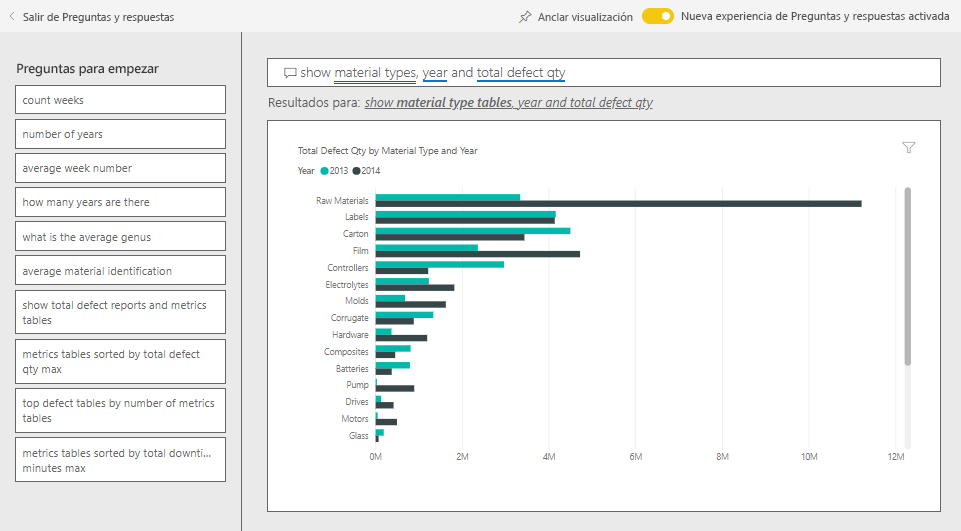 Salir de Preguntas y respuestas
Anclar visualización
Nueva experiencia de Preguntas y respuestas activada
Preguntas para empezar
count weeks
number of years
average week number
how many years are there
what is the average genus
average material identification
show total defect reports and metrics
tables
metrics tables sorted by total defect
qty max
top defect tables by number of metrics
tables
metrics tables sorted by total downti...
minutes max
show material types, year and total defect qty
Resultados para: show material type tables, year and total defect qty
Total Defect Qty by Material Type and Year
Year 2013 2014
Raw Materials
Labels
Carton
Film
Controllers
Electrolytes
Molds
Corrugate
Hardware
Composites
Batteries
Pump
Drives
Motors
Glass
0M 2M 4M 6M 8M 10M 12M